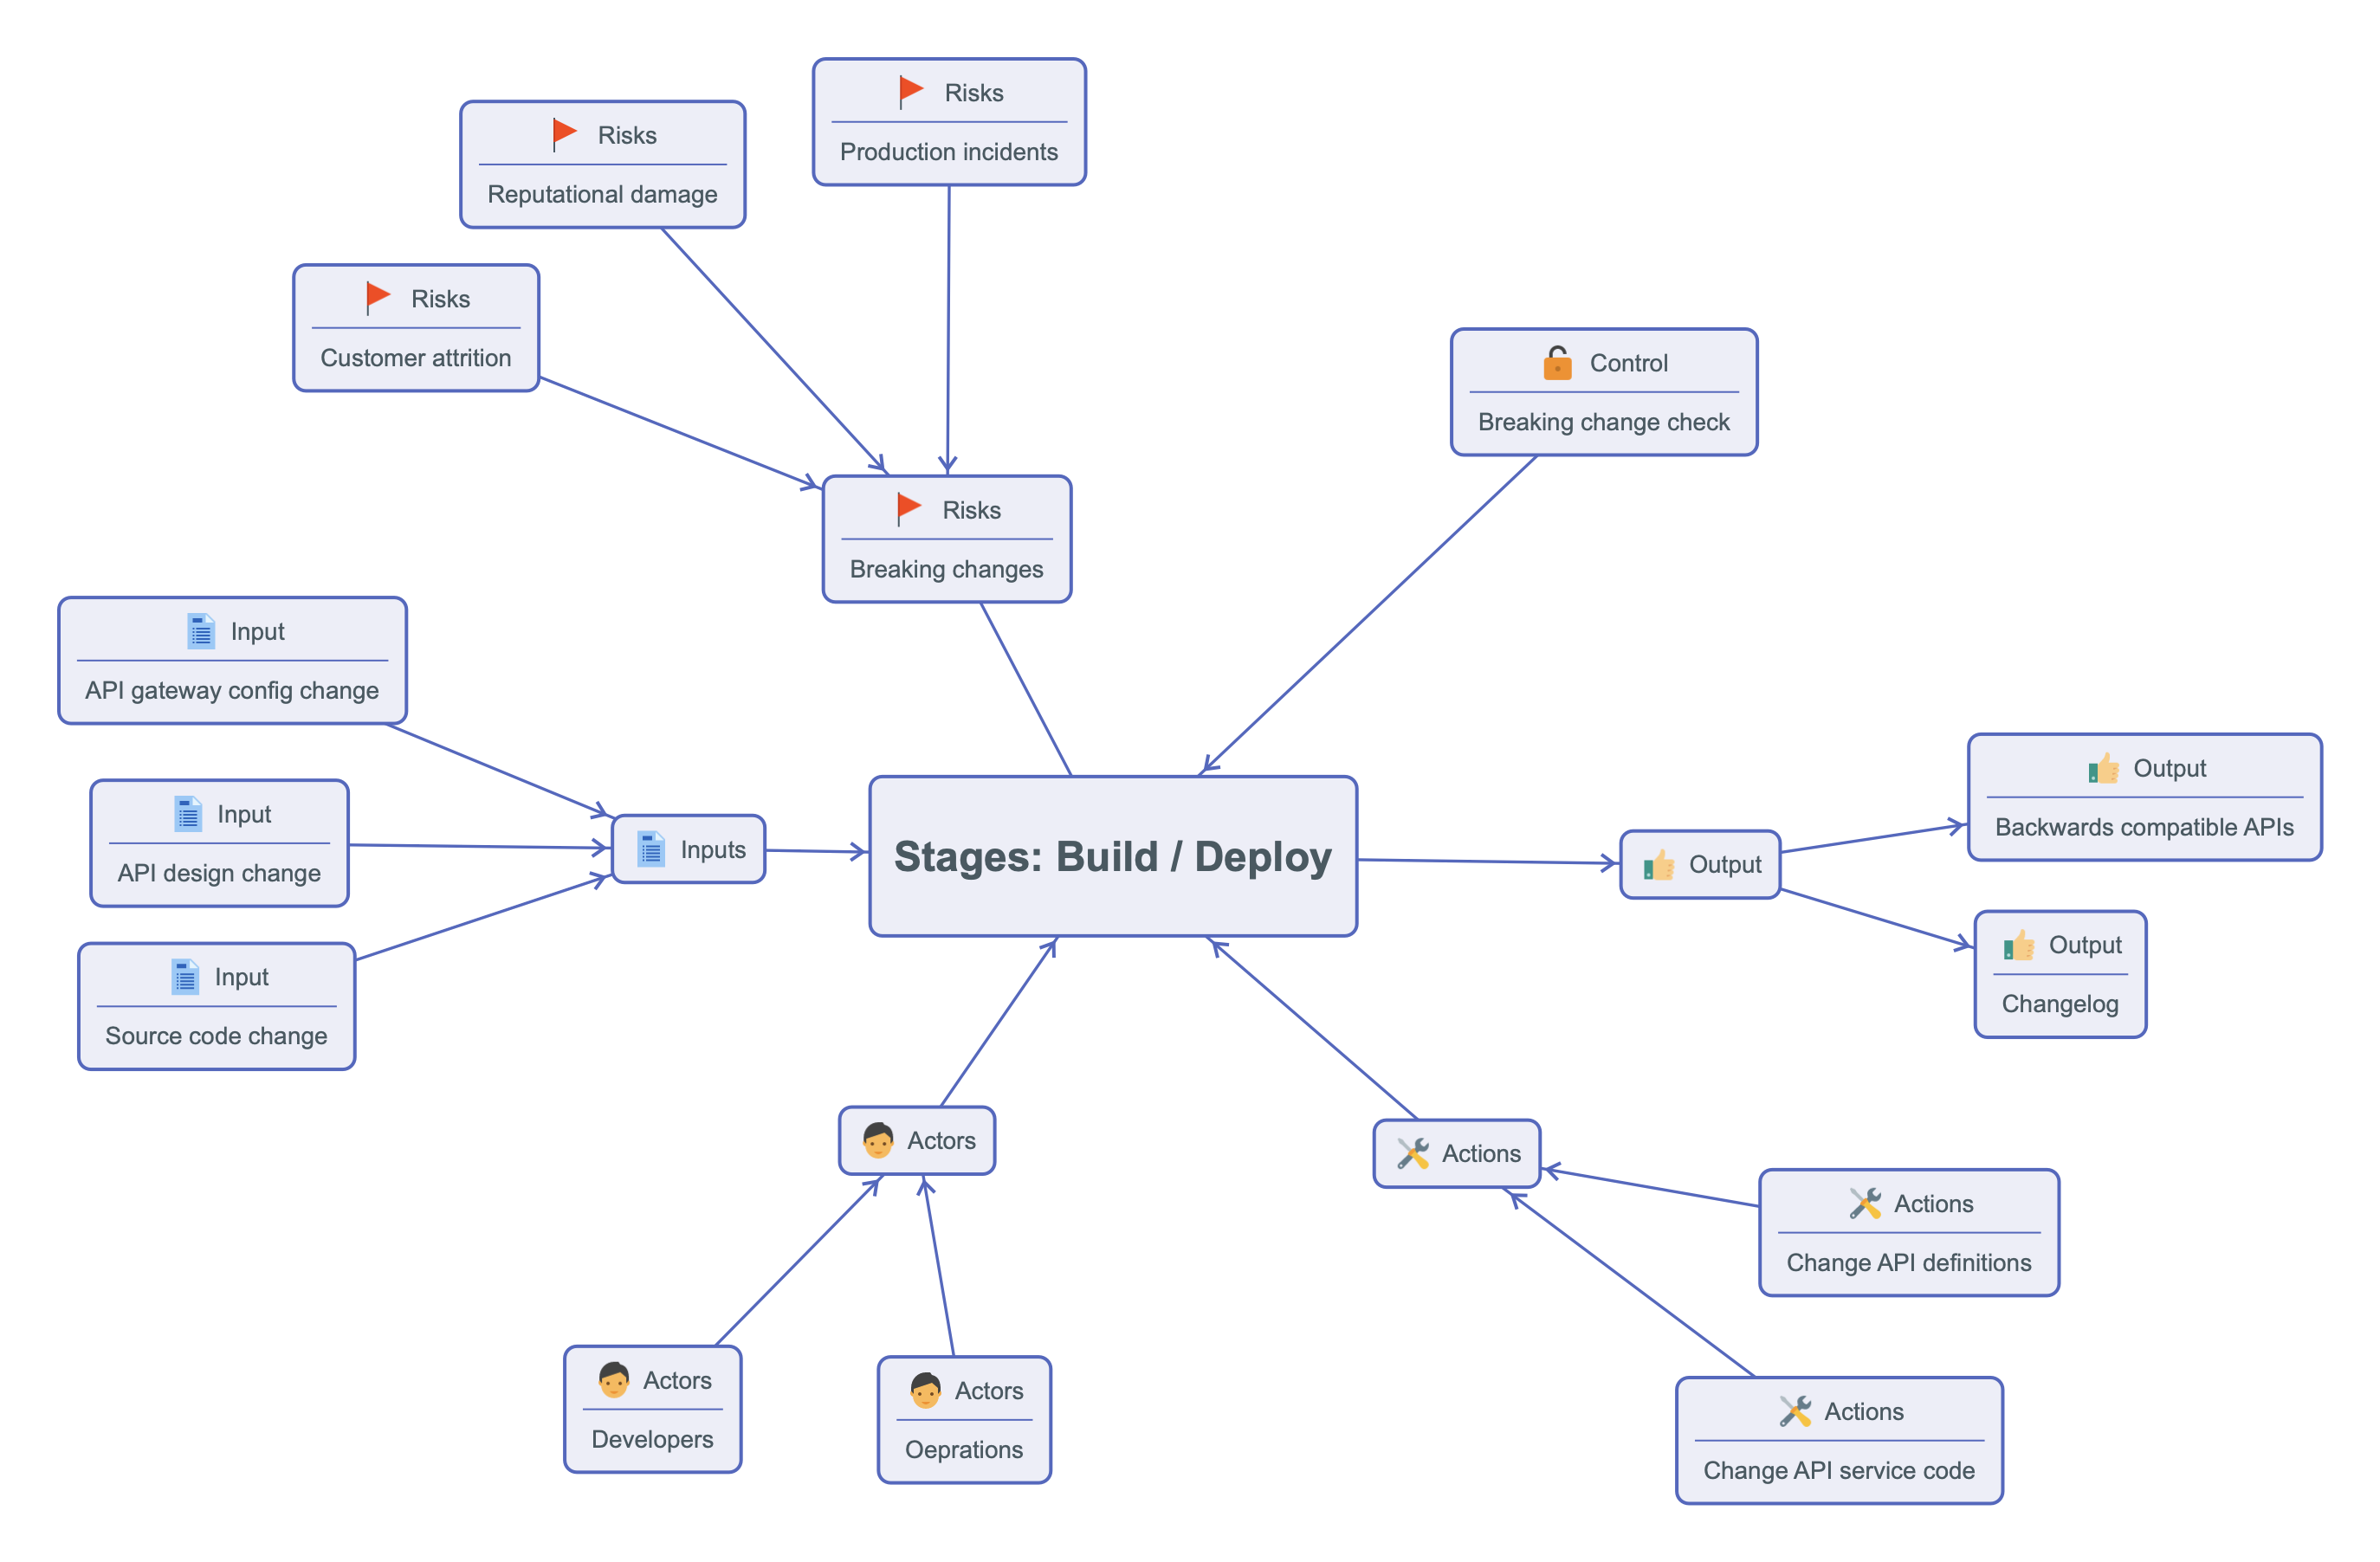 Risks
Production incidents
Risks
Reputational damage
Risks
Customer attrition
Control
Breaking change check
Risks
Breaking changes
Input
API gateway config change
Input
API design change
Input
Source code change
Inputs
Stages: Build / Deploy
Output
Output
Backwards compatible APIs
Output
Changelog
Actors
Actors
Developers
Actors
Oeprations
Actions
Actions
Change API definitions
Actions
Change API service code